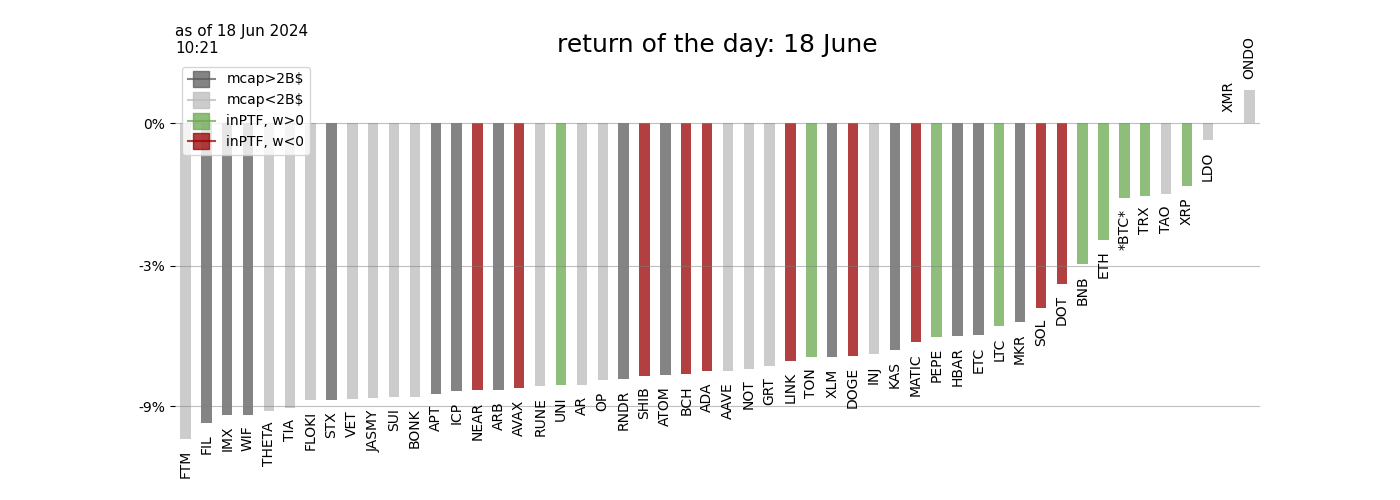 as of 18 Jun 2024
10:21
return of the day: 18 June
mcap>2B$
mcap<2B$
inPTF, w>0
inPTF, w<0
0%
-3%
-9%
FTM
FIL
IMX
WIF
THETA
TIA
FLOKI
STX
VET
JASMY
SUI
BONK
APT
ICP
NEAR
ARB
AVAX
RUNE
UNI
AR
OP
RNDR
SHIB
ATOM
BCH
ADA
AAVE
NOT
GRT
LINK
TON
XLM
DOGE
INJ
KAS
MATIC
PEPE
HBAR
ETC
LTC
MKR
SOL
DOT
BNB
ETH
*BTC*
TRX
TAO
XRP
LDO
XMR
ONDO